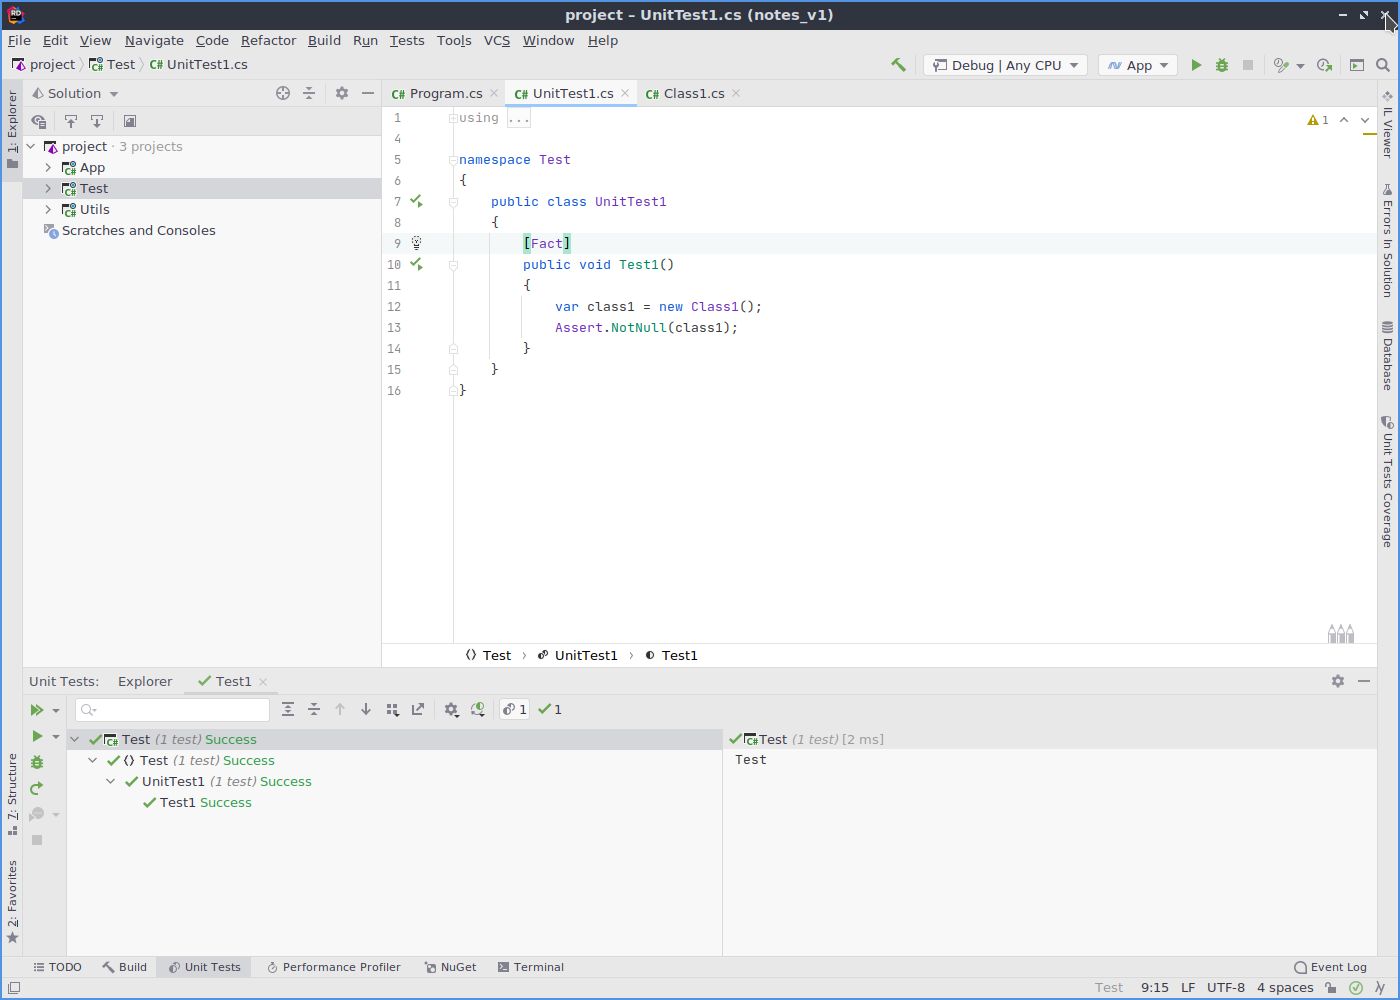 project – UnitTest1.cs (notes_v1)
File Edit View Navigate Code Refactor Build Run Tests Tools VCS Window Help
project Test C# UnitTest1.cs Debug | Any CPU App
1: Explorer
Solution
C# Program.cs C# UnitTest1.cs C# Class1.cs
project · 3 projects
App
Test
Utils
Scratches and Consoles
1 using ...
4
5 namespace Test
6 {
7 public class UnitTest1
8 {
9 [Fact]
10 public void Test1()
11 {
12 var class1 = new Class1();
13 Assert.NotNull(class1);
14 }
15 }
16 }
1
IL Viewer
Errors In Solution
Database
Unit Tests Coverage
Test UnitTest1 Test1
Unit Tests: Explorer Test1
1 1
Test (1 test) Success
Test (1 test) Success
UnitTest1 (1 test) Success
Test1 Success
Test (1 test) [2 ms]
Test
7: Structure
2: Favorites
TODO Build Unit Tests Performance Profiler NuGet Terminal Event Log
Test 9:15 LF UTF-8 4 spaces